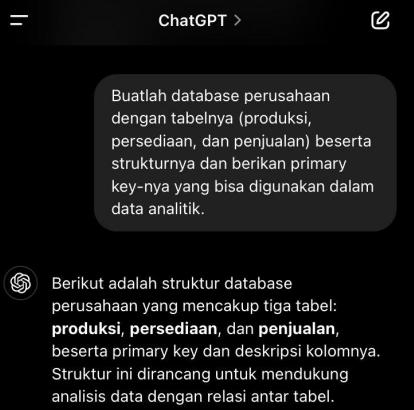 ChatGPT >
Buatlah database perusahaan
dengan tabelnya (produksi,
persediaan, dan penjualan) beserta
strukturnya dan berikan primary
key-nya yang bisa digunakan dalam
data analitik.
Berikut adalah struktur database
perusahaan yang mencakup tiga tabel:
produksi, persediaan, dan penjualan,
beserta primary key dan deskripsi kolomnya.
Struktur ini dirancang untuk mendukung
analisis data dengan relasi antar tabel.